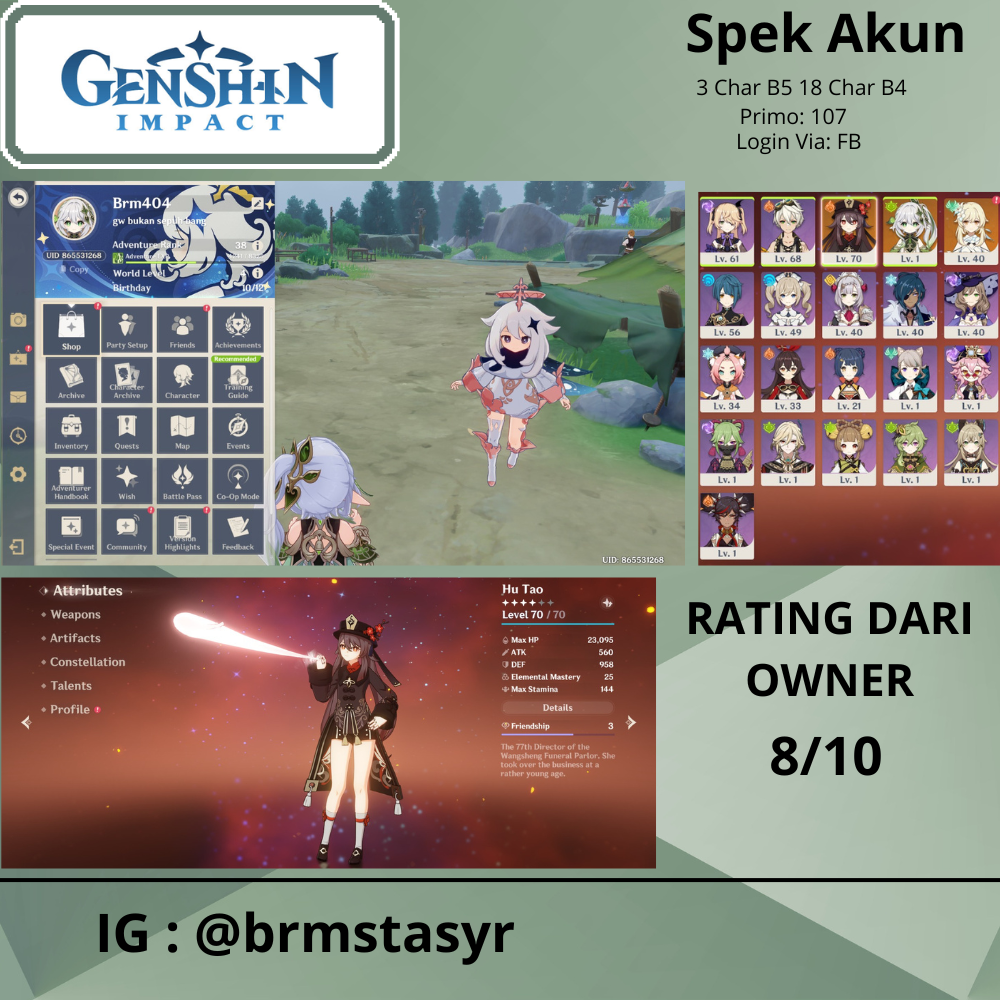 GENSHIN
IMPACT
Spek Akun
3 Char B5 18 Char B4
Primo: 107
Login Via: FB
Brm404
gw bukan sepuh bang
UID 865531268
Copy
Adventure Rank 38
World Level
Birthday 10/12
Shop
Party Setup
Friends
Achievements
Recommended
Archive
Character Archive
Character
Training Guide
Inventory
Quests
Map
Events
Adventurer Handbook
Wish
Battle Pass
Co-Op Mode
Special Event
Community
Version Highlights
Feedback
UID: 865531268
Lv. 61
Lv. 68
Lv. 70
Lv. 1
Lv. 40
Lv. 56
Lv. 49
Lv. 40
Lv. 40
Lv. 40
Lv. 34
Lv. 33
Lv. 21
Lv. 1
Lv. 1
Lv. 1
Lv. 1
Lv. 1
Lv. 1
Lv. 1
Lv. 1
Attributes
Weapons
Artifacts
Constellation
Talents
Profile
Hu Tao
Level 70 / 70
Max HP 23,095
ATK 560
DEF 958
Elemental Mastery 25
Max Stamina 144
Details
Friendship 3
The 77th Director of the
Wangsheng Funeral Parlor. She
took over the business at a
rather young age.
RATING DARI
OWNER
8/10
IG : @brmstasyr